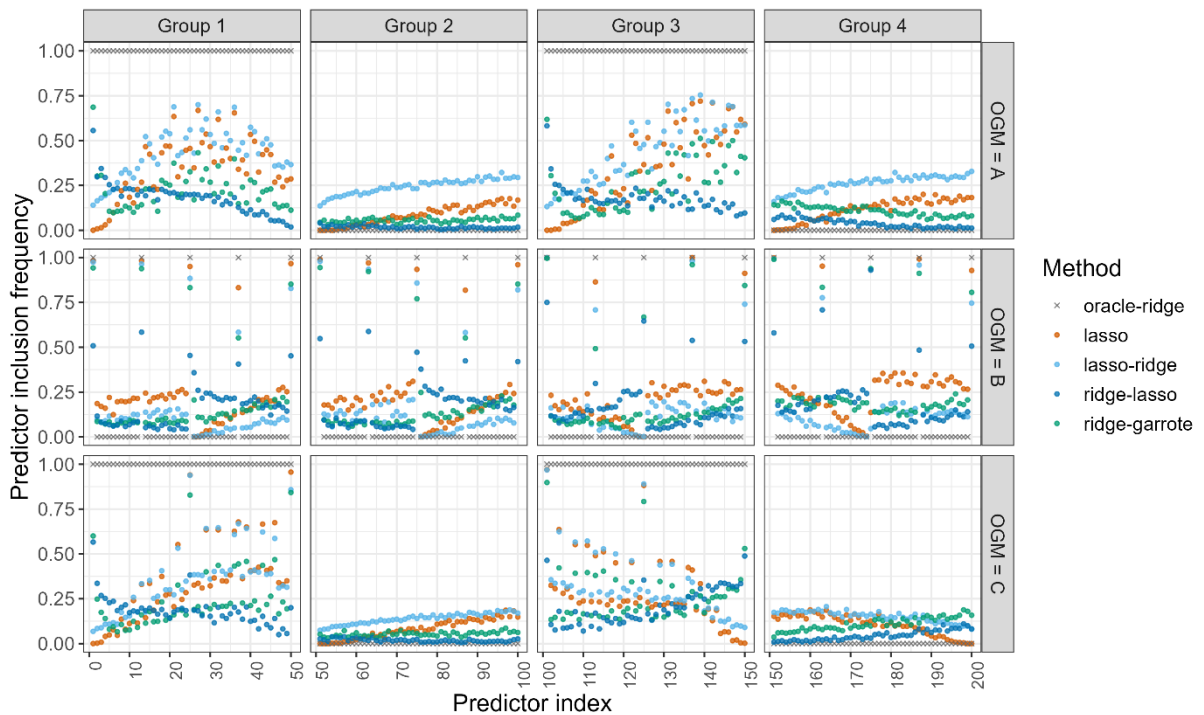 Group 1 Group 2 Group 3 Group 4
Predictor inclusion frequency
1.00
0.75
0.50
0.25
0.00
OGM = A
1.00
0.75
0.50
0.25
0.00
OGM = B
1.00
0.75
0.50
0.25
0.00
OGM = C
0 10 20 30 40 50 50 60 70 80 90 100 100 110 120 130 140 150 150 160 170 180 190 200
Predictor index
Method
oracle-ridge
lasso
lasso-ridge
ridge-lasso
ridge-garrote